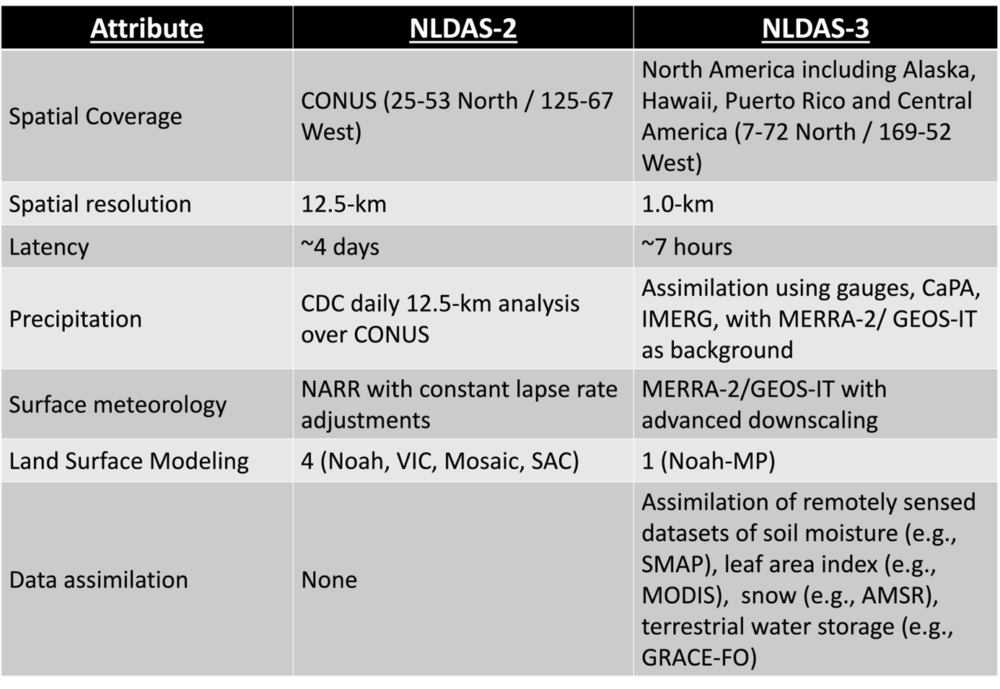 Attribute
NLDAS-2
NLDAS-3
Spatial Coverage
CONUS (25-53 North / 125-67
West)
North America including Alaska,
Hawaii, Puerto Rico and Central
America (7-72 North / 169-52
West)
Spatial resolution
12.5-km
1.0-km
Latency
~4 days
~7 hours
Precipitation
CDC daily 12.5-km analysis
over CONUS
Assimilation using gauges, CaPA,
IMERG, with MERRA-2/ GEOS-IT
as background
Surface meteorology
NARR with constant lapse rate
adjustments
MERRA-2/GEOS-IT with
advanced downscaling
Land Surface Modeling
4 (Noah, VIC, Mosaic, SAC)
1 (Noah-MP)
Data assimilation
None
Assimilation of remotely sensed
datasets of soil moisture (e.g.,
SMAP), leaf area index (e.g.,
MODIS),  snow (e.g., AMSR),
terrestrial water storage (e.g.,
GRACE-FO)